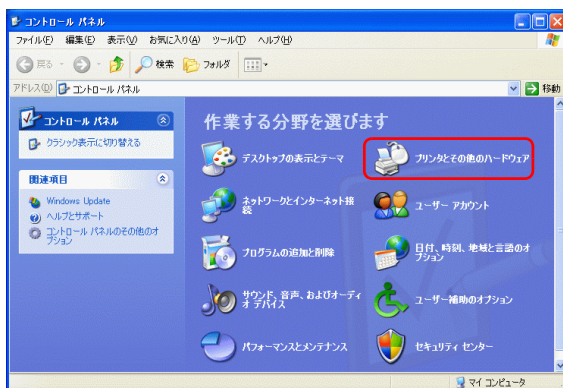 コントロール パネル
ファイル(F) 編集(E) 表示(V) お気に入り(A) ツール(T) ヘルプ(H)
戻る 検索 フォルダ
アドレス(D) コントロール パネル 移動
コントロール パネル
クラシック表示に切り替える
関連項目
Windows Update
ヘルプとサポート
コントロール パネルのその他のオ
プション
作業する分野を選びます
デスクトップの表示とテーマ
プリンタとその他のハードウェア
ネットワークとインターネット接
続
ユーザー アカウント
プログラムの追加と削除
日付、時刻、地域と言語のオ
プション
サウンド、音声、およびオーディ
オ デバイス
ユーザー補助のオプション
パフォーマンスとメンテナンス
セキュリティ センター
マイ コンピュータ